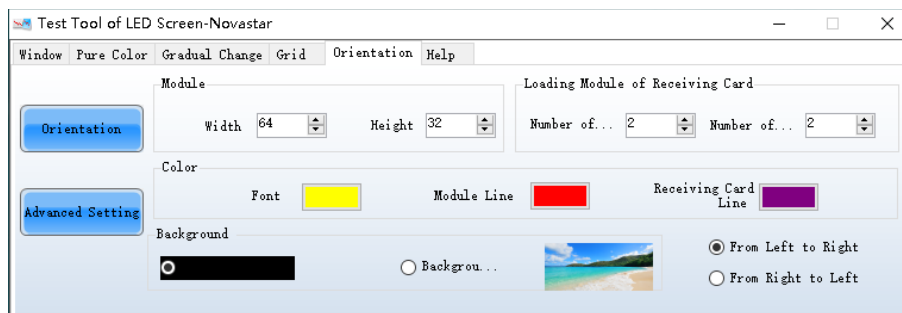 Test Tool of LED Screen-Novastar
Window Pure Color Gradual Change Grid Orientation Help
Module
Loading Module of Receiving Card
Orientation
Width 64 Height 32
Number of... 2 Number of... 2
Color
Advanced Setting
Font
Module Line
Receiving Card
Line
Background
Backgrou...
From Left to Right
From Right to Left